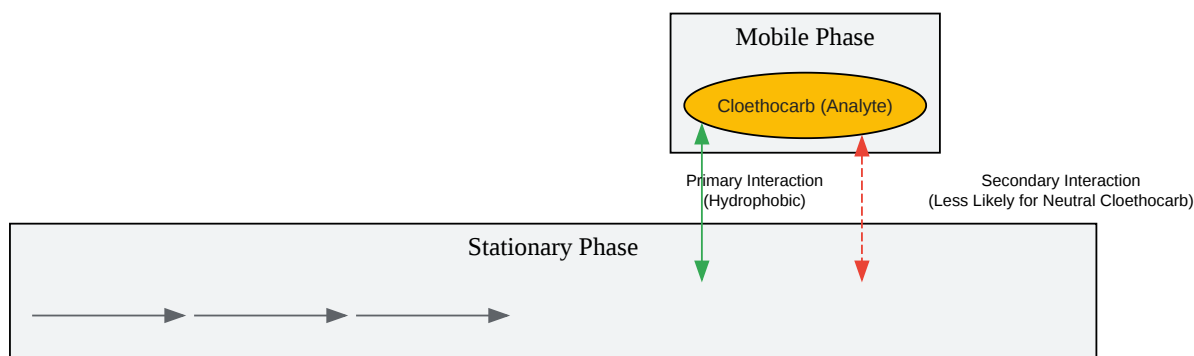 Mobile Phase
Cloethocarb (Analyte)
Primary Interaction
(Hydrophobic)
Secondary Interaction
(Less Likely for Neutral Cloethocarb)
Stationary Phase